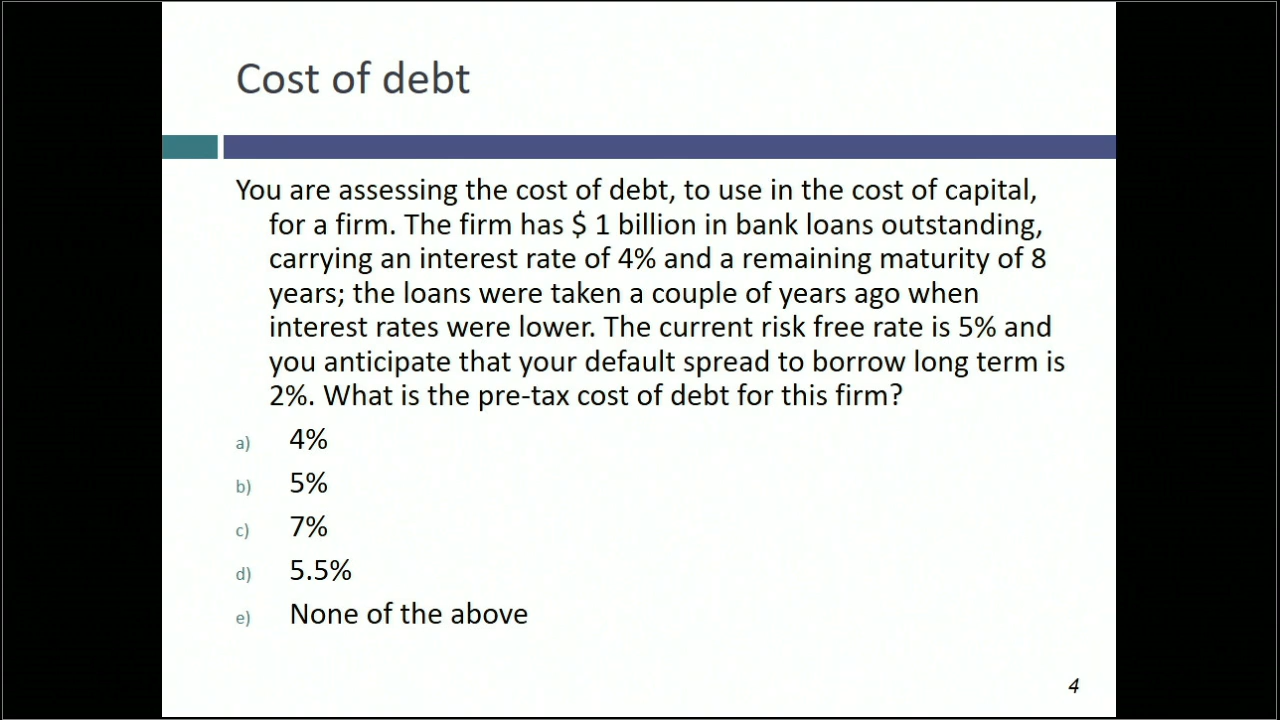 Cost of debt
You are assessing the cost of debt, to use in the cost of capital,
for a firm. The firm has $ 1 billion in bank loans outstanding,
carrying an interest rate of 4% and a remaining maturity of 8
years; the loans were taken a couple of years ago when
interest rates were lower. The current risk free rate is 5% and
you anticipate that your default spread to borrow long term is
2%. What is the pre-tax cost of debt for this firm?
a) 4%
b) 5%
c) 7%
d) 5.5%
e) None of the above
4